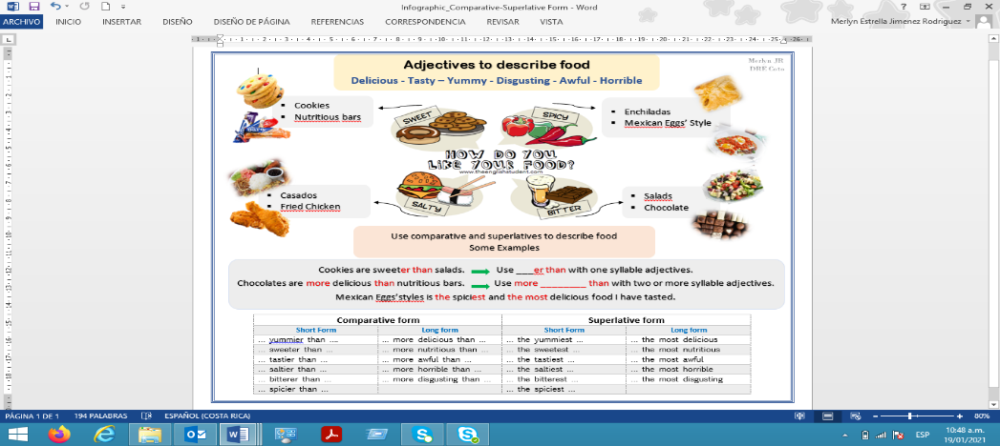 Infographic_Comparative-Superlative Form - Word
ARCHIVO INICIO INSERTAR DISEÑO DISEÑO DE PÁGINA REFERENCIAS CORRESPONDENCIA REVISAR VISTA
Merlyn Estrella Jimenez Rodriguez
Merlyn JR
DRE Coto
Adjectives to describe food
Delicious - Tasty – Yummy - Disgusting - Awful - Horrible
Cookies
Nutritious bars
SWEET
SPICY
Enchiladas
Mexican Eggs’ Style
HOW DO YOU
LIKE YOUR FOOD?
www.theenglishstudent.com
Casados
Fried Chicken
SALTY
BITTER
Salads
Chocolate
Use comparative and superlatives to describe food
Some Examples
Cookies are sweeter than salads. Use ___er than with one syllable adjectives.
Chocolates are more delicious than nutritious bars. Use more ________ than with two or more syllable adjectives.
Mexican Eggs’styles is the spiciest and the most delicious food I have tasted.
Comparative form Superlative form
Short Form Long form Short Form Long form
... yummier than .... ... more delicious than ... ... the yummiest ... ... the most delicious
... sweeter than ... ... more nutritious than ... ... the sweetest ... ... the most nutritious
... tastier than ... ... more awful than ... ... the tastiest ... ... the most awful
... saltier than ... ... more horrible than ... ... the saltiest ... ... the most horrible
... bitterer than ... ... more disgusting than ... ... the bitterest ... ... the most disgusting
... spicier than ... ... the spiciest ...
PÁGINA 1 DE 1 194 PALABRAS ESPAÑOL (COSTA RICA) 80%
ESP
10:48 a.m.
19/01/2021